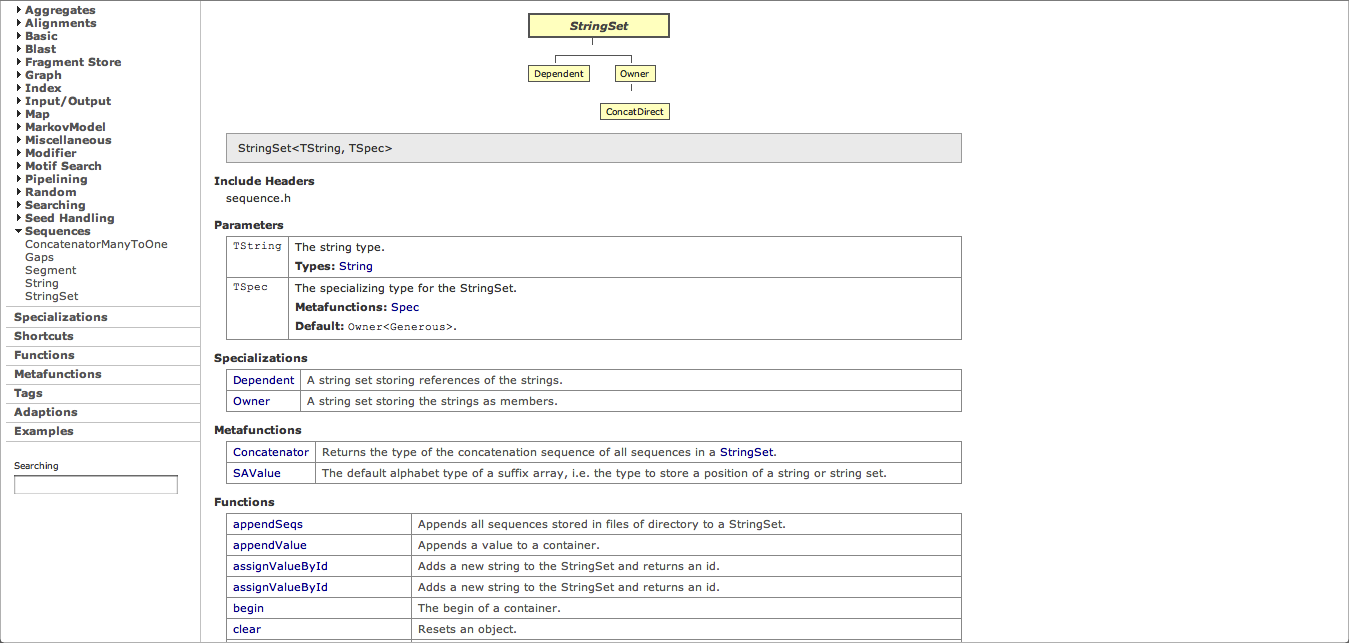 Aggregates
Alignments
Basic
Blast
Fragment Store
Graph
Index
Input/Output
Map
MarkovModel
Miscellaneous
Modifier
Motif Search
Pipelining
Random
Searching
Seed Handling
Sequences
ConcatenatorManyToOne
Gaps
Segment
String
StringSet
Specializations
Shortcuts
Functions
Metafunctions
Tags
Adaptions
Examples
Searching
StringSet
Dependent Owner
ConcatDirect
StringSet<TString, TSpec>
Include Headers
sequence.h
Parameters
TString The string type.
Types: String
TSpec The specializing type for the StringSet.
Metafunctions: Spec
Default: Owner<Generous>.
Specializations
Dependent A string set storing references of the strings.
Owner A string set storing the strings as members.
Metafunctions
Concatenator Returns the type of the concatenation sequence of all sequences in a StringSet.
SAValue The default alphabet type of a suffix array, i.e. the type to store a position of a string or string set.
Functions
appendSeqs Appends all sequences stored in files of directory to a StringSet.
appendValue Appends a value to a container.
assignValueById Adds a new string to the StringSet and returns an id.
assignValueById Adds a new string to the StringSet and returns an id.
begin The begin of a container.
clear Resets an object.